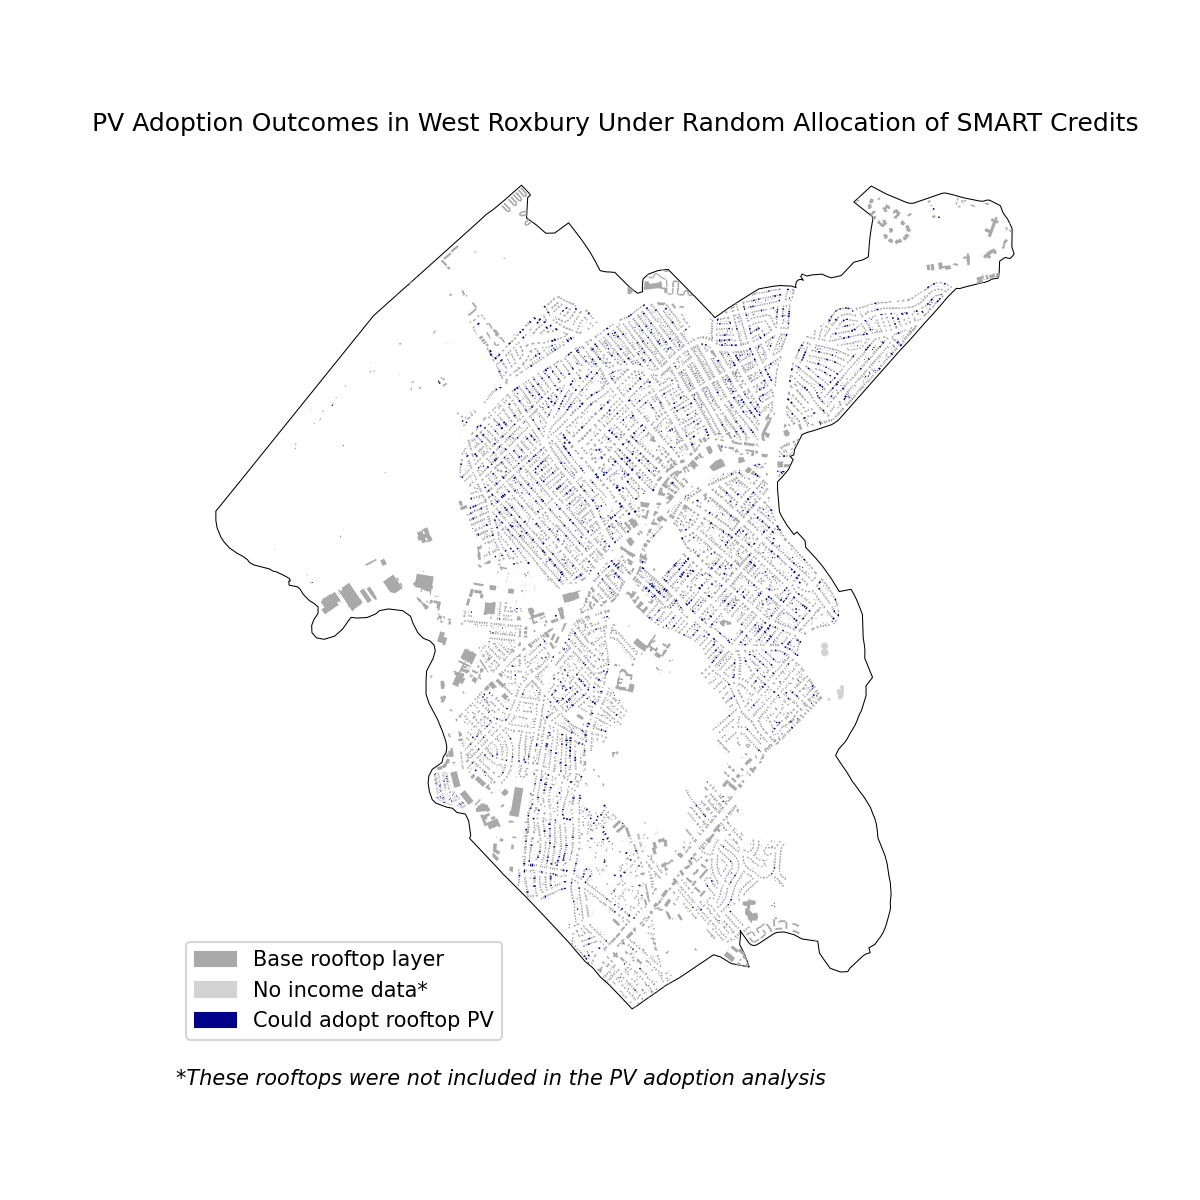 PV Adoption Outcomes in West Roxbury Under Random Allocation of SMART Credits
Base rooftop layer
No income data*
Could adopt rooftop PV
*These rooftops were not included in the PV adoption analysis